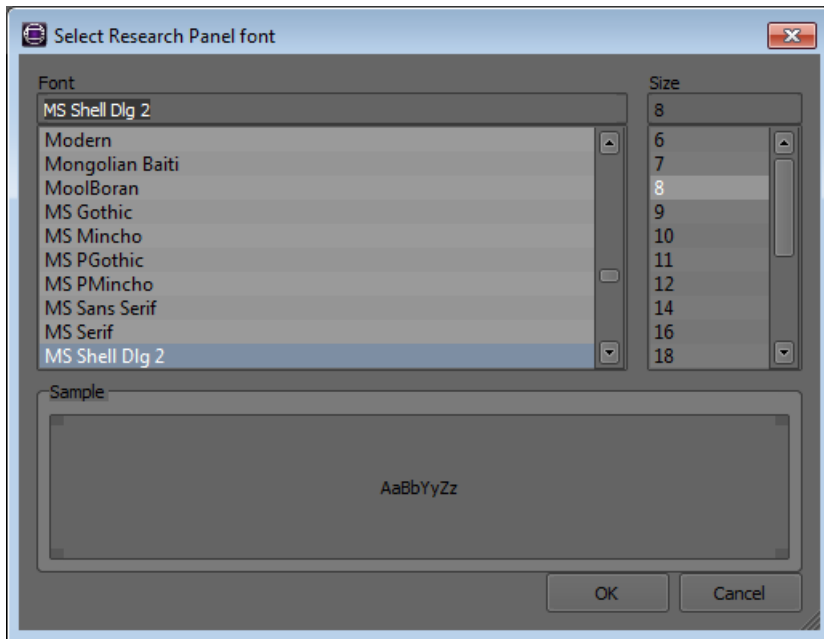 Select Research Panel font
Font
MS Shell Dlg 2
Modern
Mongolian Baiti
MoolBoran
MS Gothic
MS Mincho
MS PGothic
MS PMincho
MS Sans Serif
MS Serif
MS Shell Dlg 2
Size
8
6
7
8
9
10
11
12
14
16
18
Sample
AaBbYyZz
OK
Cancel